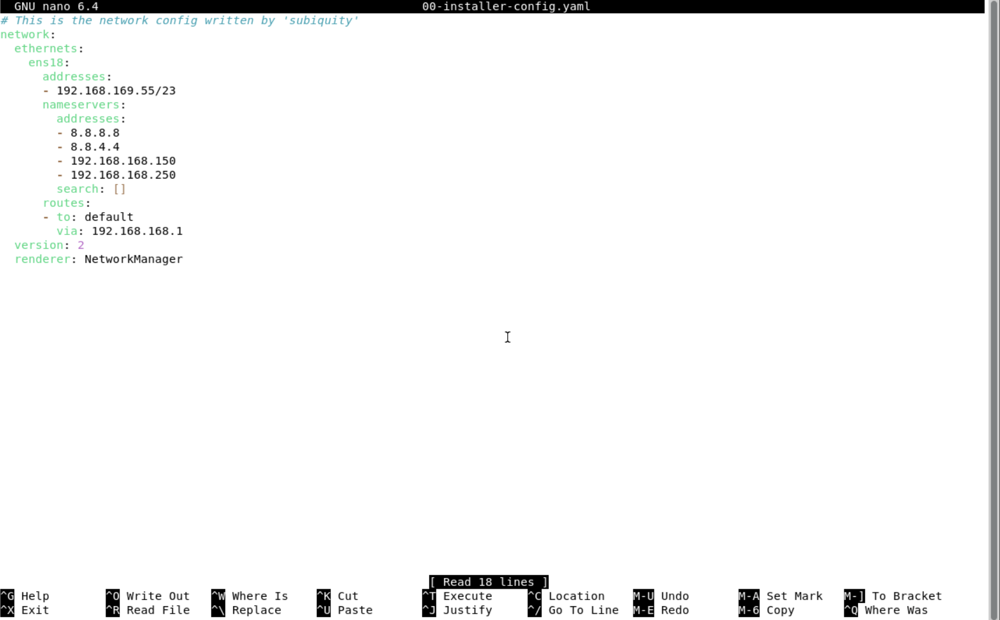 GNU nano 6.4 00-installer-config.yaml
# This is the network config written by 'subiquity'
network:
  ethernets:
    ens18:
      addresses:
      - 192.168.169.55/23
      nameservers:
        addresses:
        - 8.8.8.8
        - 8.8.4.4
        - 192.168.168.150
        - 192.168.168.250
        search: []
      routes:
      - to: default
        via: 192.168.168.1
  version: 2
  renderer: NetworkManager
[ Read 18 lines ]
^G Help ^O Write Out ^W Where Is ^K Cut ^T Execute ^C Location M-U Undo M-A Set Mark M-] To Bracket
^X Exit ^R Read File ^\ Replace ^U Paste ^J Justify ^/ Go To Line M-E Redo M-6 Copy ^Q Where Was